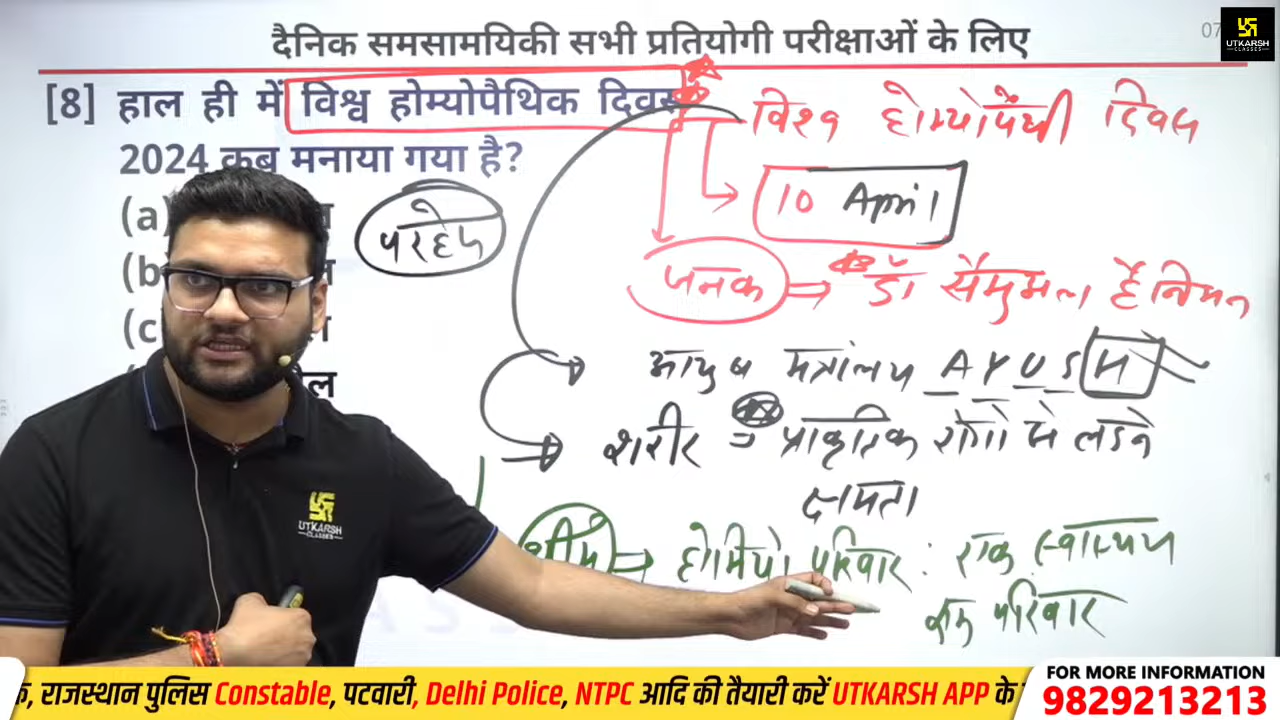 07
UTKARSH
CLASSES
दैनिक समसामयिकी सभी प्रतियोगी परीक्षाओं के लिए
[8] हाल ही में विश्व होम्योपैथिक दिवस
2024 कब मनाया गया है?
(a)
(b)
(c)
विश्व होम्योपैथी दिवस
10 April
परहेज
जनक ⇒ डॉ सैमुअल हैनिमन
आयुष मंत्रालय AYUSH
शरीर = प्राकृतिक रोगो से लडने
क्षमता
थीम → होमियो परिवार : एक स्वास्थ्य
एक परिवार
UTKARSH
CLASSES
राजस्थान पुलिस Constable, पटवारी, Delhi Police, NTPC आदि की तैयारी करें UTKARSH APP के
FOR MORE INFORMATION
9829213213